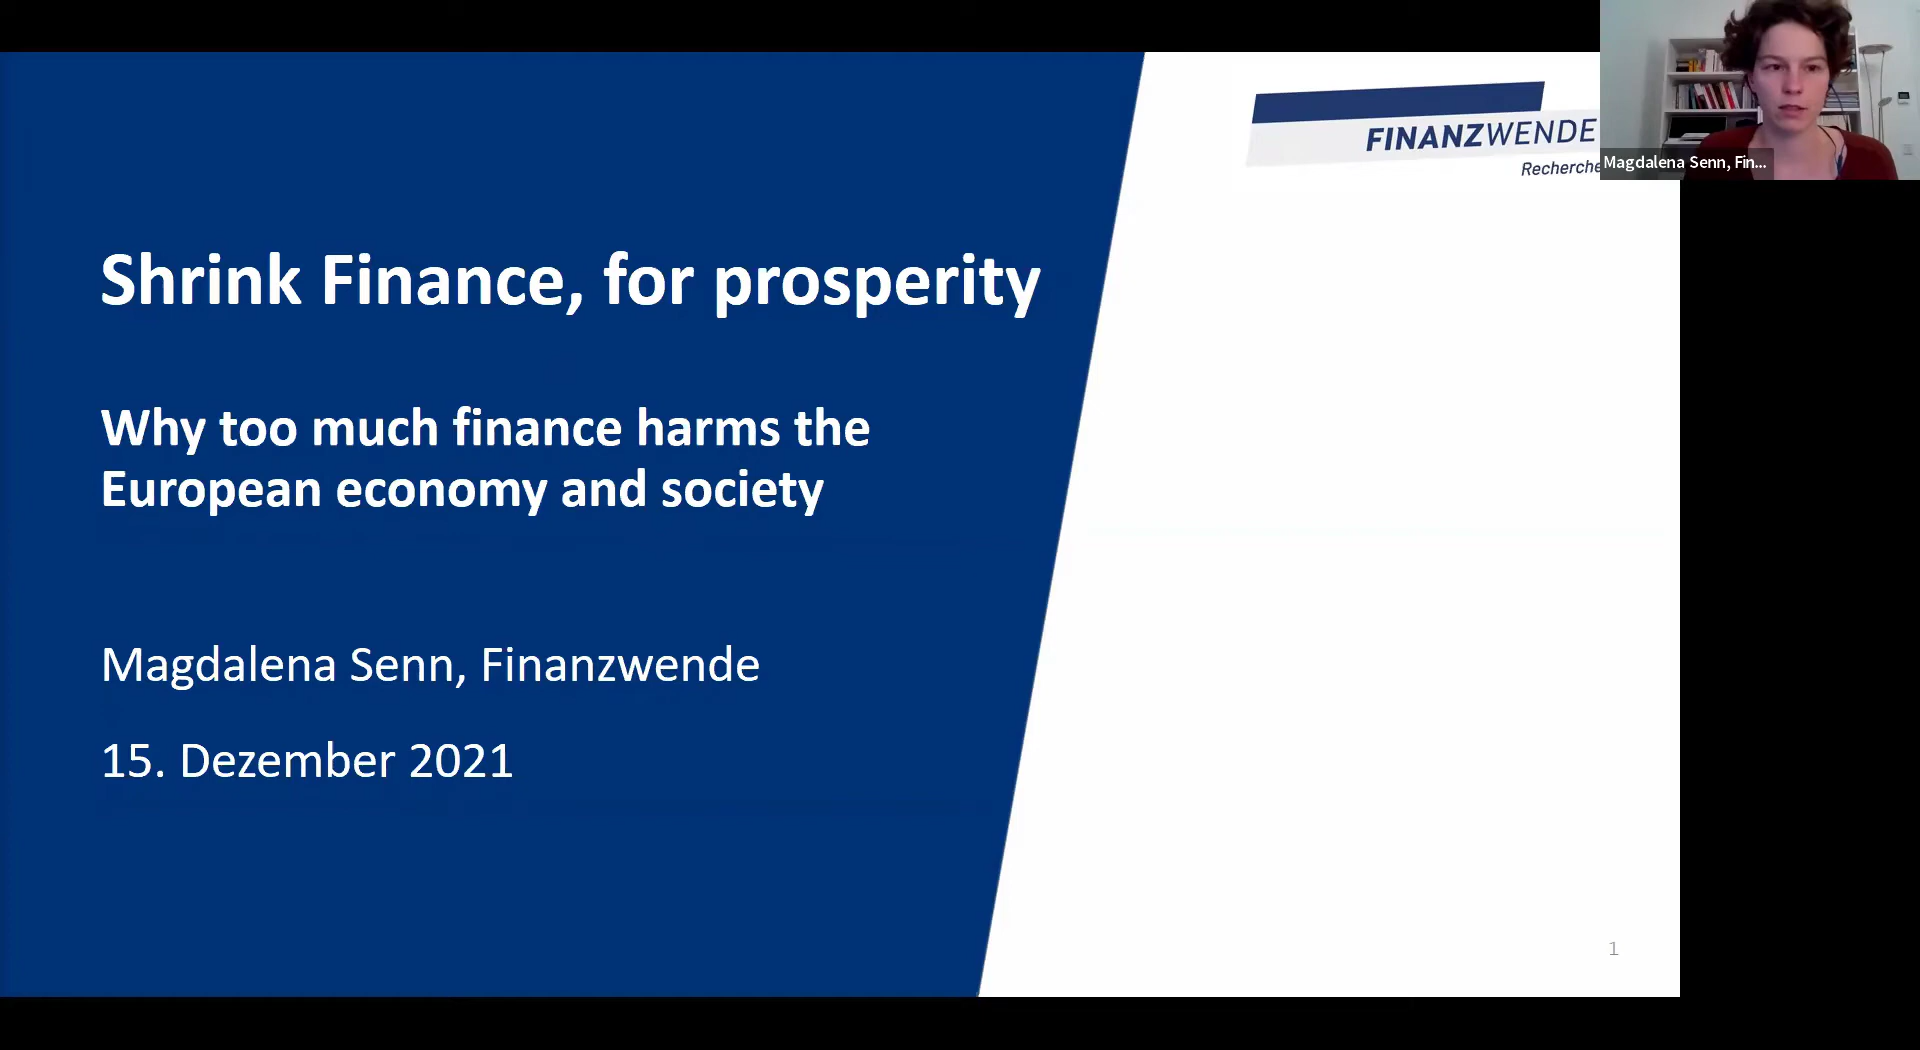 FINANZWENDE
Recherche
Magdalena Senn, Fin...
Shrink Finance, for prosperity
Why too much finance harms the
European economy and society
Magdalena Senn, Finanzwende
15. Dezember 2021
1